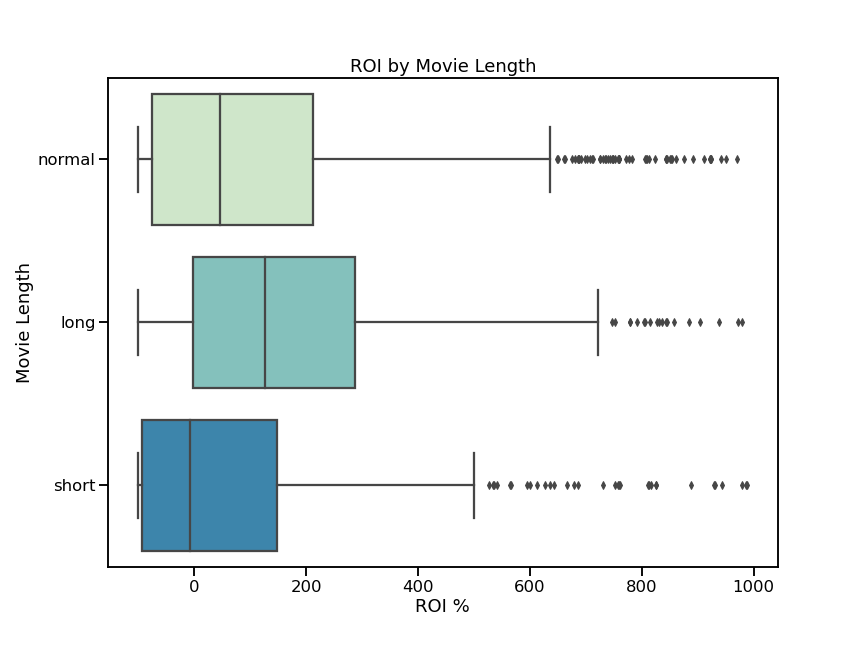 ROI by Movie Length
Movie Length
normal
long
short
0 200 400 600 800 1000
ROI %